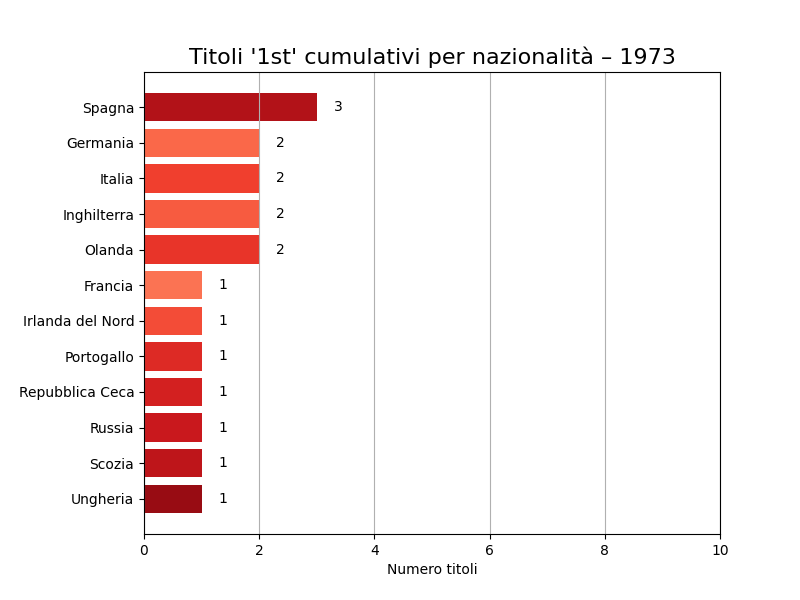 Titoli '1st' cumulativi per nazionalità – 1973
Spagna 3
Germania 2
Italia 2
Inghilterra 2
Olanda 2
Francia 1
Irlanda del Nord 1
Portogallo 1
Repubblica Ceca 1
Russia 1
Scozia 1
Ungheria 1
0 2 4 6 8 10
Numero titoli